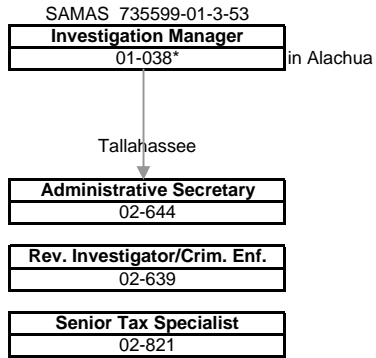 SAMAS 735599-01-3-53
Investigation Manager
01-038* in Alachua
Tallahassee
Administrative Secretary
02-644
Rev. Investigator/Crim. Enf.
02-639
Senior Tax Specialist
02-821